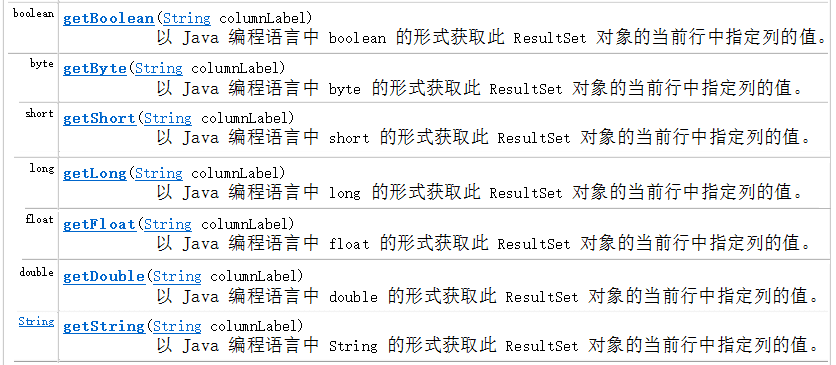 boolean getBoolean(String columnLabel)
以 Java 编程语言中 boolean 的形式获取此 ResultSet 对象的当前行中指定列的值。
byte getByte(String columnLabel)
以 Java 编程语言中 byte 的形式获取此 ResultSet 对象的当前行中指定列的值。
short getShort(String columnLabel)
以 Java 编程语言中 short 的形式获取此 ResultSet 对象的当前行中指定列的值。
long getLong(String columnLabel)
以 Java 编程语言中 long 的形式获取此 ResultSet 对象的当前行中指定列的值。
float getFloat(String columnLabel)
以 Java 编程语言中 float 的形式获取此 ResultSet 对象的当前行中指定列的值。
double getDouble(String columnLabel)
以 Java 编程语言中 double 的形式获取此 ResultSet 对象的当前行中指定列的值。
String getString(String columnLabel)
以 Java 编程语言中 String 的形式获取此 ResultSet 对象的当前行中指定列的值。